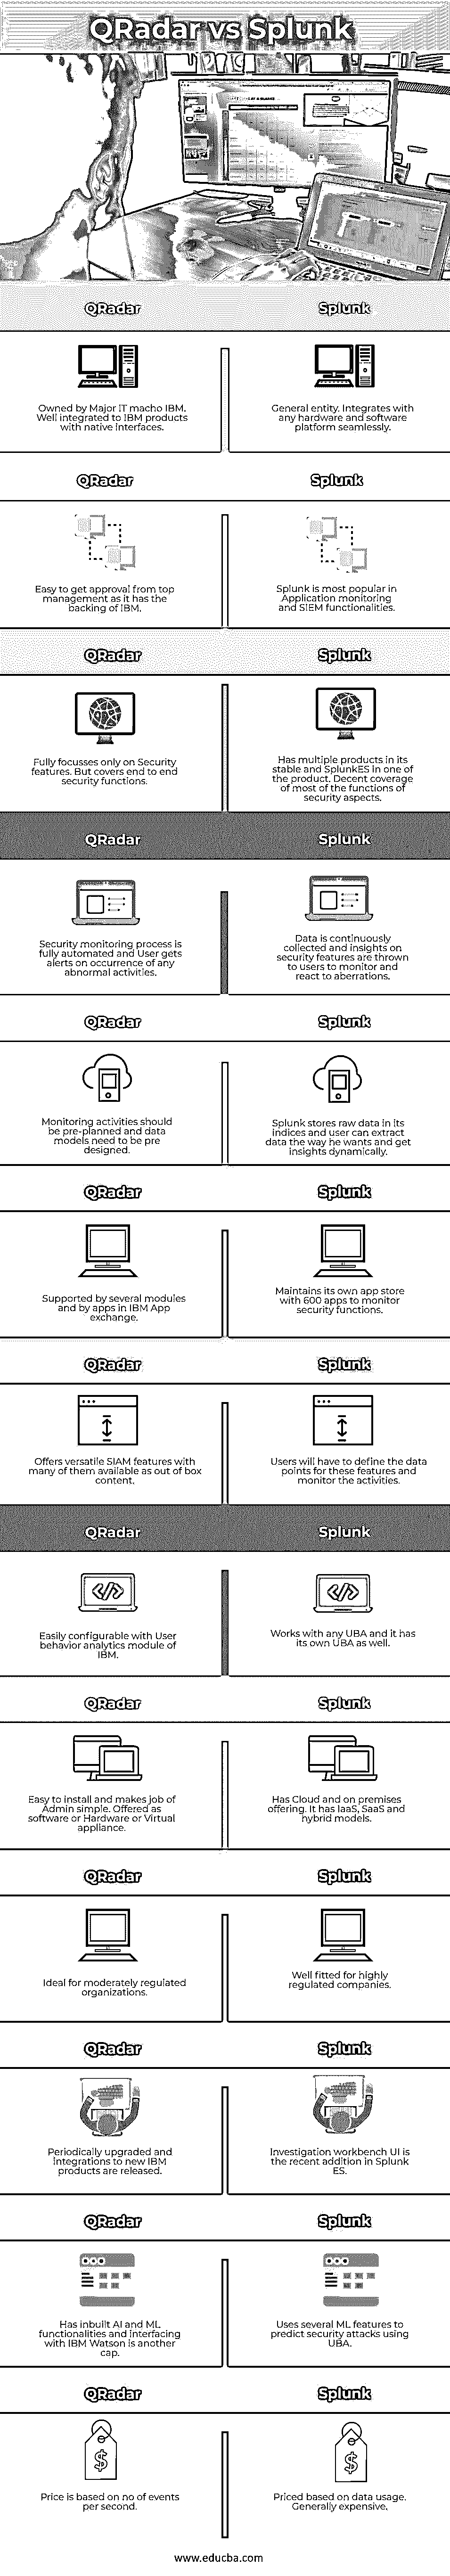 QRadar vs Splunk
QRadar
Splunk
Owned by Major IT macho IBM.
Well integrated to IBM products
with native interfaces.
General entity. Integrates with
any hardware and software
platform seamlessly.
QRadar
Splunk
Easy to get approval from top
management as it has the
backing of IBM.
Splunk is most popular in
Application monitoring
and SIEM functionalities.
QRadar
Splunk
Fully focusses only on Security
features. But covers end to end
security functions.
Has multiple products in its
stable and SplunkES in one of
the product. Decent coverage
of most of the functions of
security aspects.
QRadar
Splunk
Security monitoring process is
fully automated and User gets
alerts on occurrence of any
abnormal activities.
Data is continuously
collected and insights on
security features are thrown
to users to monitor and
react to aberrations.
QRadar
Splunk
Monitoring activities should
be pre-planned and data
models need to be pre
designed.
Splunk stores raw data in its
indices and user can extract
data the way he wants and get
insights dynamically.
QRadar
Splunk
Supported by several modules
and by apps in IBM App
exchange.
Maintains its own app store
with 600 apps to monitor
security functions.
QRadar
Splunk
Offers versatile SIAM features with
many of them available as out of box
content.
Users will have to define the data
points for these features and
monitor the activities.
QRadar
Splunk
Easily configurable with User
behavior analytics module of
IBM.
Works with any UBA and it has
its own UBA as well.
QRadar
Splunk
Easy to install and makes job of
Admin simple. Offered as
software or Hardware or Virtual
appliance.
Has Cloud and on premises
offering. It has IaaS, SaaS and
hybrid models.
QRadar
Splunk
Ideal for moderately regulated
organizations.
Well fitted for highly
regulated companies.
QRadar
Splunk
Periodically upgraded and
integrations to new IBM
products are released.
Investigation workbench UI is
the recent addition in Splunk
ES.
QRadar
Splunk
Has inbuilt AI and ML
functionalities and interfacing
with IBM Watson is another
cap.
Uses several ML features to
predict security attacks using
UBA.
QRadar
Splunk
Price is based on no of events
per second.
Priced based on data usage.
Generally expensive.
www.educba.com